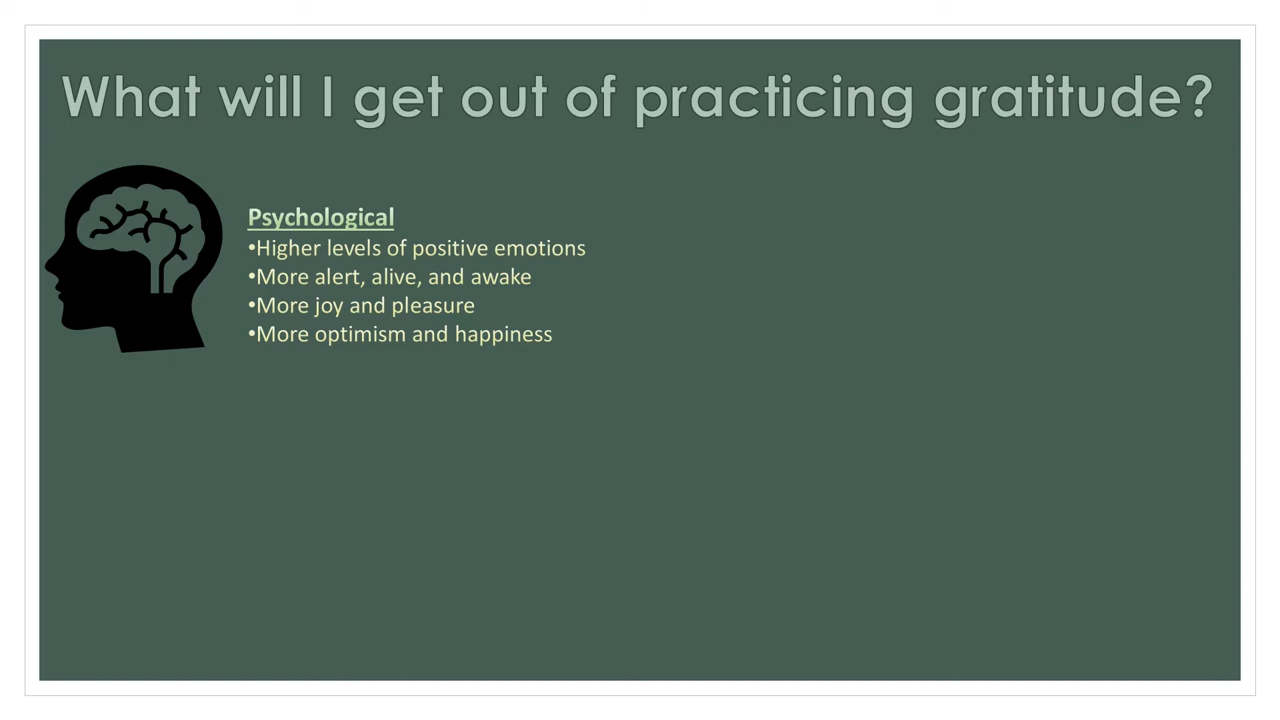 What will I get out of practicing gratitude?
Psychological
•Higher levels of positive emotions
•More alert, alive, and awake
•More joy and pleasure
•More optimism and happiness